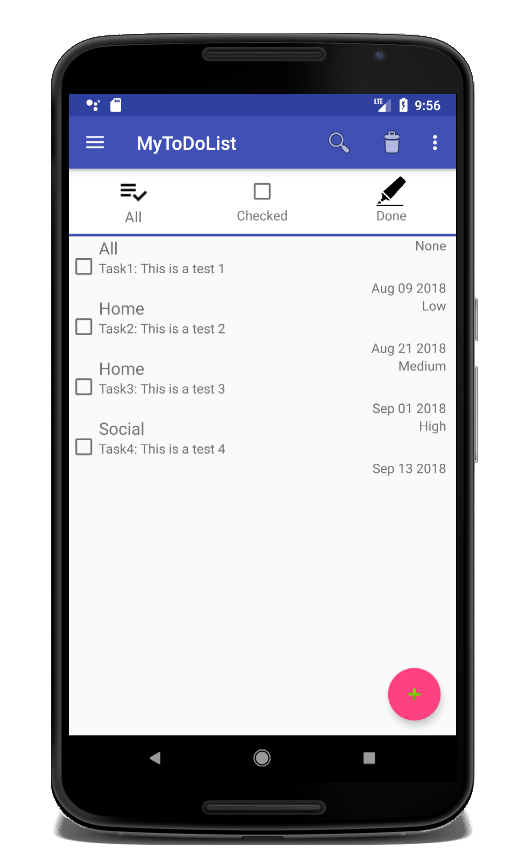 LTE 9:56
MyToDoList
All Checked Done
All None
Task1: This is a test 1
Aug 09 2018
Home Low
Task2: This is a test 2
Aug 21 2018
Home Medium
Task3: This is a test 3
Sep 01 2018
Social High
Task4: This is a test 4
Sep 13 2018
+